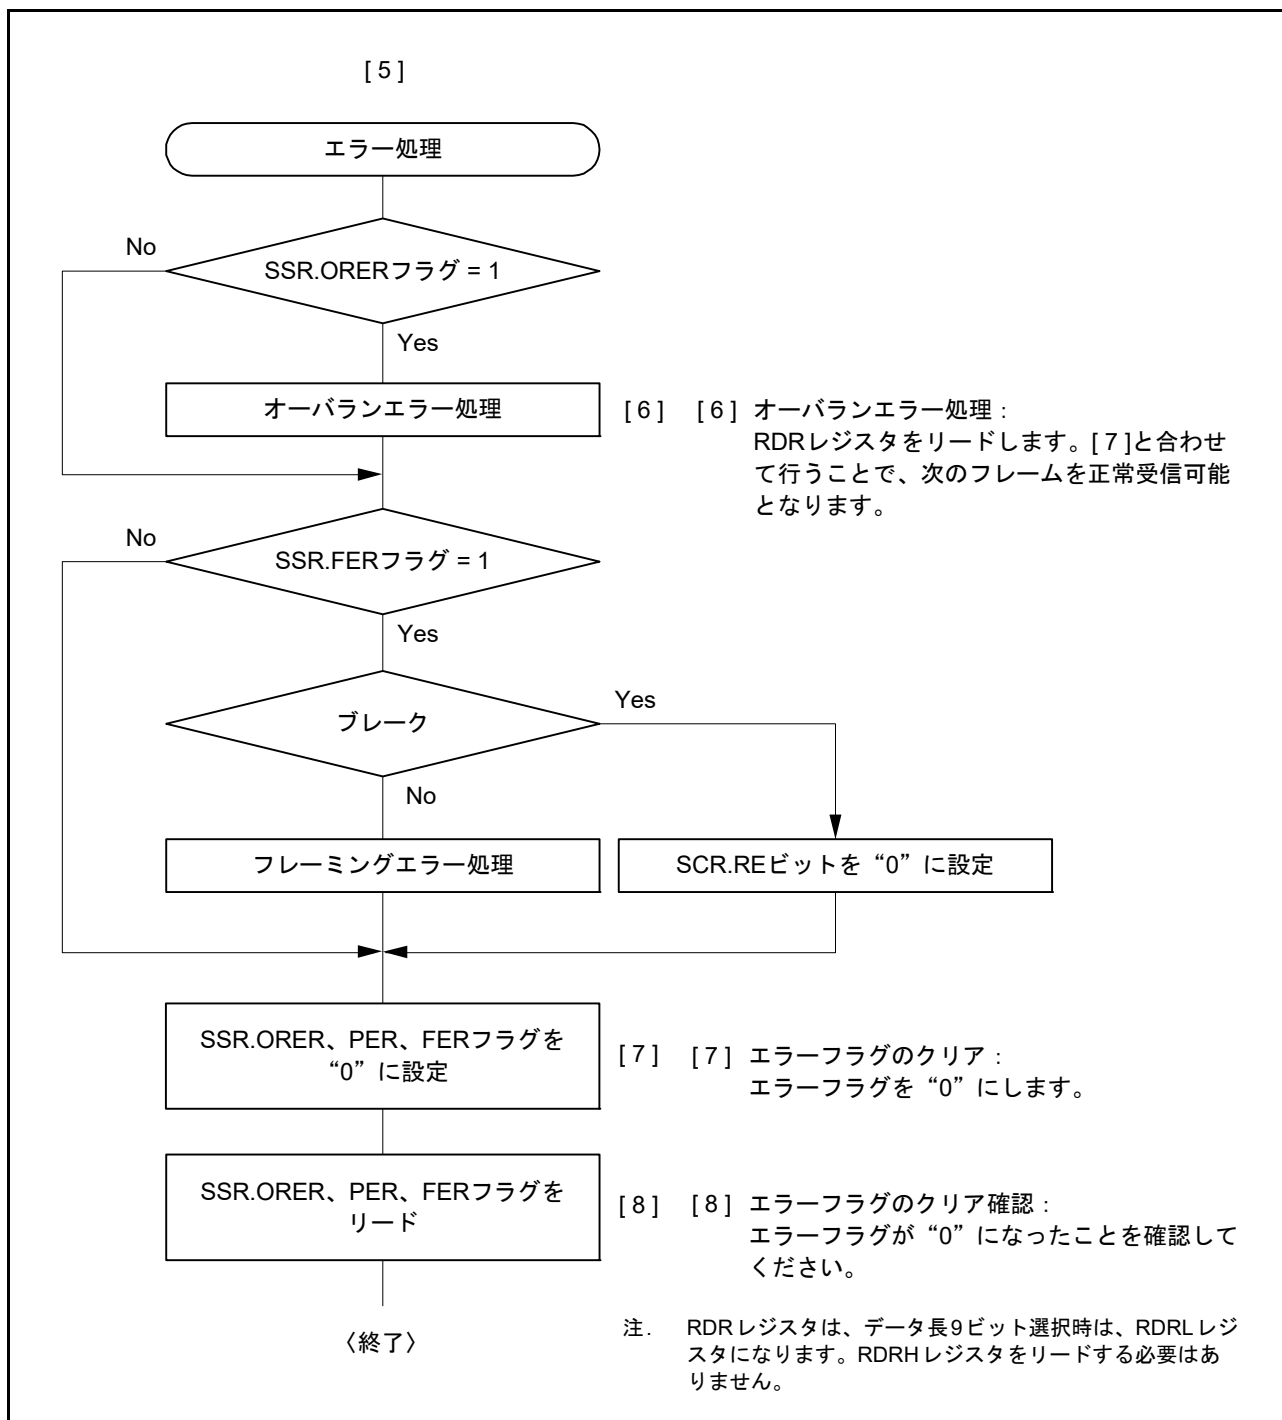 [ 5 ]
エラー処理
No
SSR.ORERフラグ = 1
Yes
オーバランエラー処理
[ 6 ]
[ 6 ] オーバランエラー処理：
RDRレジスタをリードします。[ 7 ]と合わせ
て行うことで、次のフレームを正常受信可能
となります。
No
SSR.FERフラグ = 1
Yes
ブレーク
Yes
No
フレーミングエラー処理
SCR.REビットを“0”に設定
SSR.ORER、PER、FERフラグを
“0”に設定
[ 7 ]
[ 7 ] エラーフラグのクリア：
エラーフラグを“0”にします。
SSR.ORER、PER、FERフラグを
リード
[ 8 ]
[ 8 ] エラーフラグのクリア確認：
エラーフラグが“0”になったことを確認して
ください。
〈終了〉
注. RDRレジスタは、データ長9ビット選択時は、RDRLレジ
スタになります。RDRHレジスタをリードする必要はあ
りません。